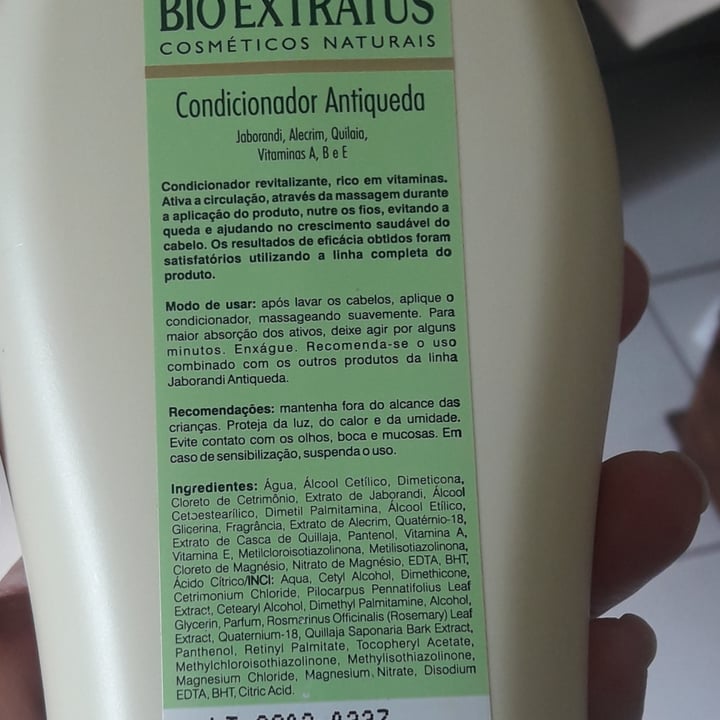 BIO EXTRATUS
COSMÉTICOS NATURAIS
Condicionador Antiqueda
Jaborandi, Alecrim, Quilaia,
Vitaminas A, B e E
Condicionador revitalizante, rico em vitaminas.
Ativa a circulação, através da massagem durante
a aplicação do produto, nutre os fios, evitando a
queda e ajudando no crescimento saudável do
cabelo. Os resultados de eficácia obtidos foram
satisfatórios utilizando a linha completa do
produto.
Modo de usar: após lavar os cabelos, aplique o
condicionador, massageando suavemente. Para
maior absorção dos ativos, deixe agir por alguns
minutos. Enxágue. Recomenda-se o uso
combinado com os outros produtos da linha
Jaborandi Antiqueda.
Recomendações: mantenha fora do alcance das
crianças. Proteja da luz, do calor e da umidade.
Evite contato com os olhos, boca e mucosas. Em
caso de sensibilização, suspenda o uso.
Ingredientes: Água, Álcool Cetílico, Dimeticona,
Cloreto de Cetrimônio, Extrato de Jaborandi, Álcool
Cetoestearílico, Dimetil Palmitamina, Álcool Etílico,
Glicerina, Fragrância, Extrato de Alecrim, Quatérnio-18,
Extrato de Casca de Quillaja, Pantenol, Vitamina A,
Vitamina E, Metilcloroisotiazolinona, Metilisotiazolinona,
Cloreto de Magnésio, Nitrato de Magnésio, EDTA, BHT,
Ácido Cítrico/INCI: Aqua, Cetyl Alcohol, Dimethicone,
Cetrimonium Chloride, Pilocarpus Pennatifolius Leaf
Extract, Cetearyl Alcohol, Dimethyl Palmitamine, Alcohol,
Glycerin, Parfum, Rosmarinus Officinalis (Rosemary) Leaf
Extract, Quaternium-18, Quillaja Saponaria Bark Extract,
Panthenol, Retinyl Palmitate, Tocopheryl Acetate,
Methylchloroisothiazolinone, Methylisothiazolinone,
Magnesium Chloride, Magnesium Nitrate, Disodium
EDTA, BHT, Citric Acid.